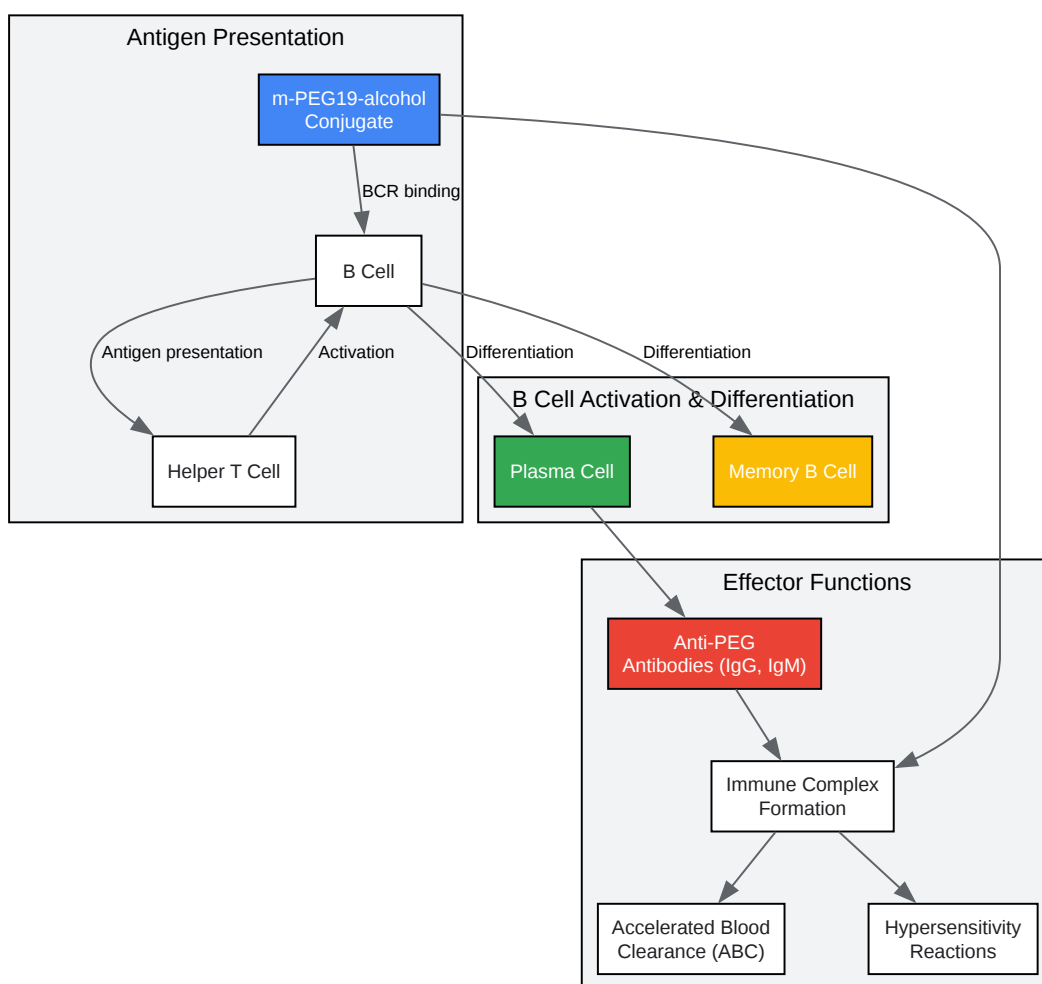 Antigen Presentation
m-PEG19-alcohol
Conjugate
BCR binding
B Cell
Antigen presentation
Activation
Differentiation
Differentiation
B Cell Activation & Differentiation
Helper T Cell
Plasma Cell
Memory B Cell
Effector Functions
Anti-PEG
Antibodies (IgG, IgM)
Immune Complex
Formation
Accelerated Blood
Clearance (ABC)
Hypersensitivity
Reactions